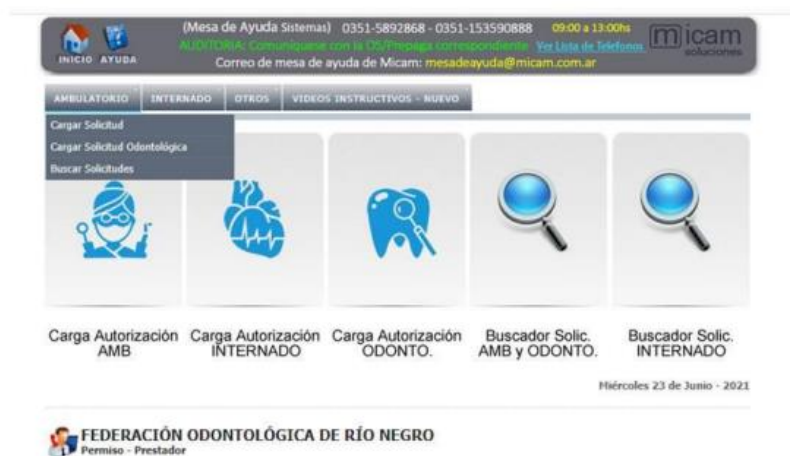 (Mesa de Ayuda Sistemas) 0351-5892868 - 0351-153590888 09:00 a 13:00hs
AUDITORIA: Comuníquese con la OS/Prepaga correspondiente Ver Lista de Telefonos
Correo de mesa de ayuda de Micam: mesadeayuda@micam.com.ar
micam
soluciones
INICIO AYUDA
AMBULATORIO INTERNADO OTROS VIDEOS INSTRUCTIVOS - NUEVO
Cargar Solicitud
Cargar Solicitud Odontológica
Buscar Solicitudes
Carga Autorización AMB
Carga Autorización INTERNADO
Carga Autorización ODONTO.
Buscador Solic. AMB y ODONTO.
Buscador Solic. INTERNADO
Miércoles 23 de Junio - 2021
FEDERACIÓN ODONTOLÓGICA DE RÍO NEGRO
Permiso - Prestador